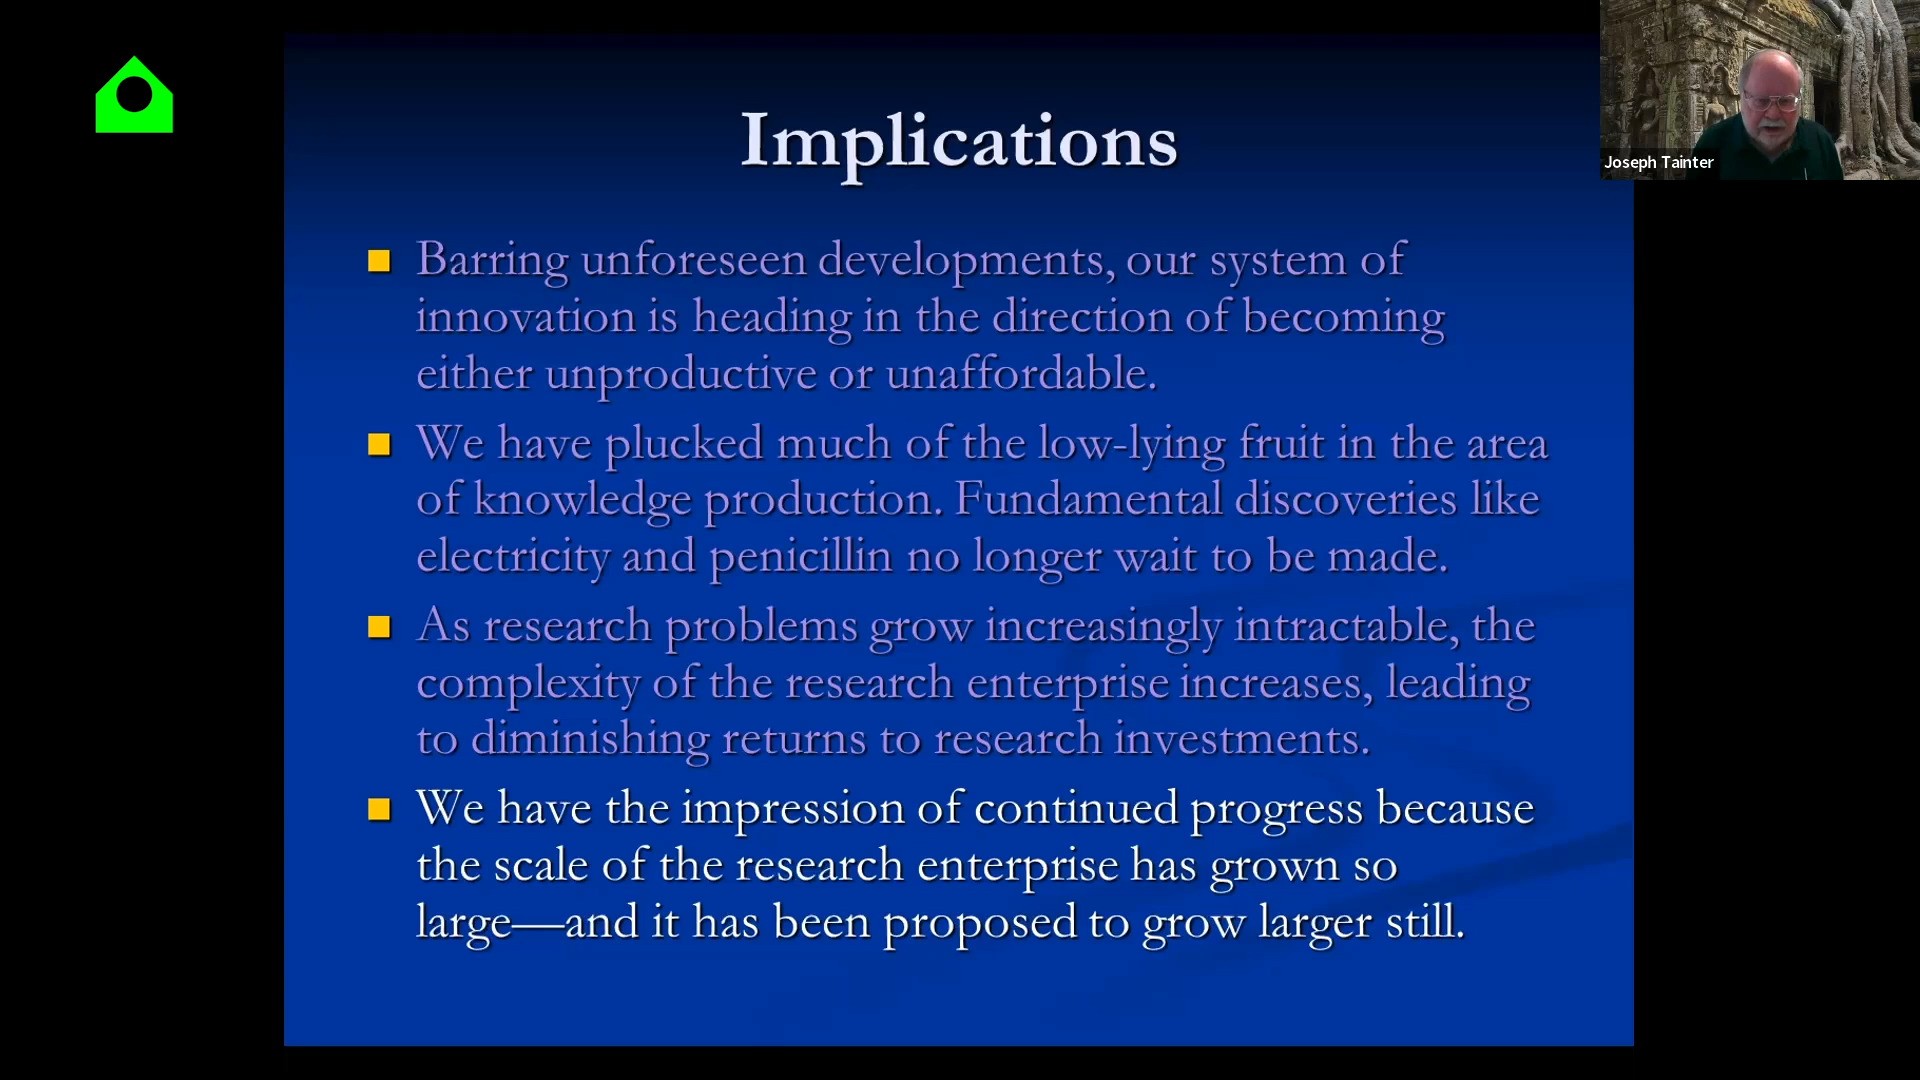 Implications
Barring unforeseen developments, our system of
innovation is heading in the direction of becoming
either unproductive or unaffordable.
We have plucked much of the low-lying fruit in the area
of knowledge production. Fundamental discoveries like
electricity and penicillin no longer wait to be made.
As research problems grow increasingly intractable, the
complexity of the research enterprise increases, leading
to diminishing returns to research investments.
We have the impression of continued progress because
the scale of the research enterprise has grown so
large—and it has been proposed to grow larger still.
Joseph Tainter